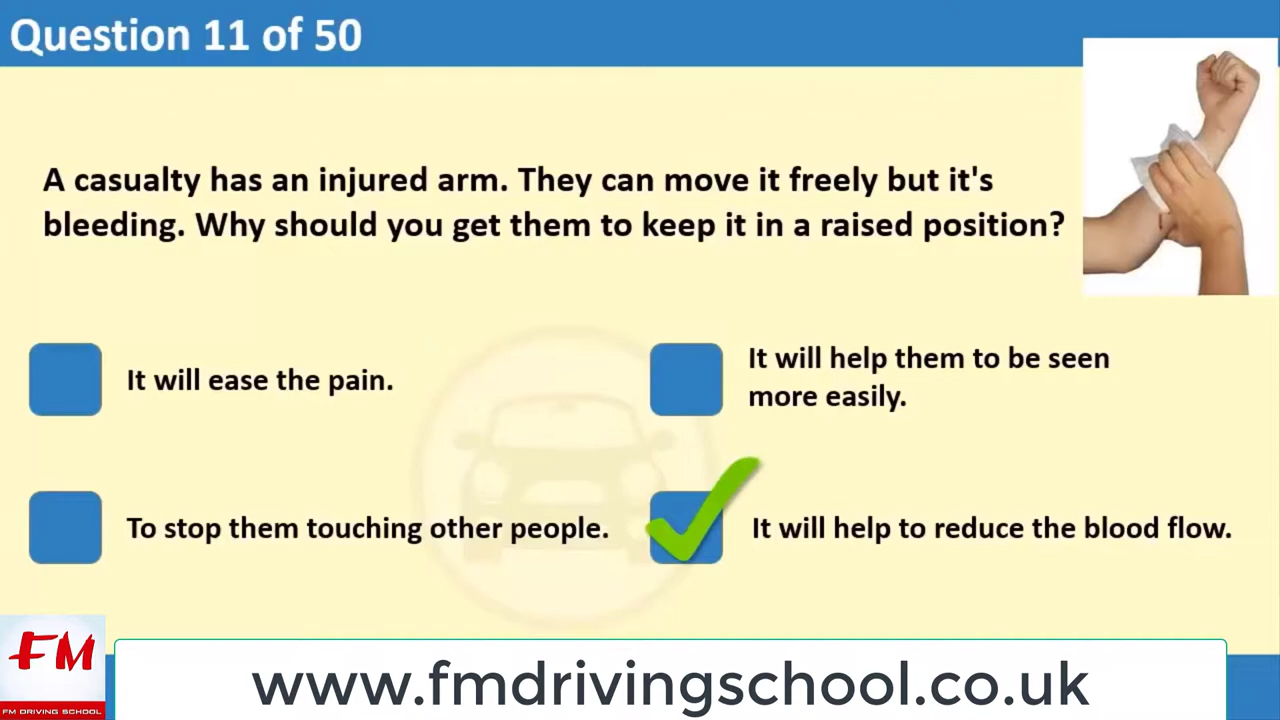 Question 11 of 50
A casualty has an injured arm. They can move it freely but it's
bleeding. Why should you get them to keep it in a raised position?
It will ease the pain.
It will help them to be seen
more easily.
To stop them touching other people.
It will help to reduce the blood flow.
FM
FM DRIVING SCHOOL
www.fmdrivingschool.co.uk